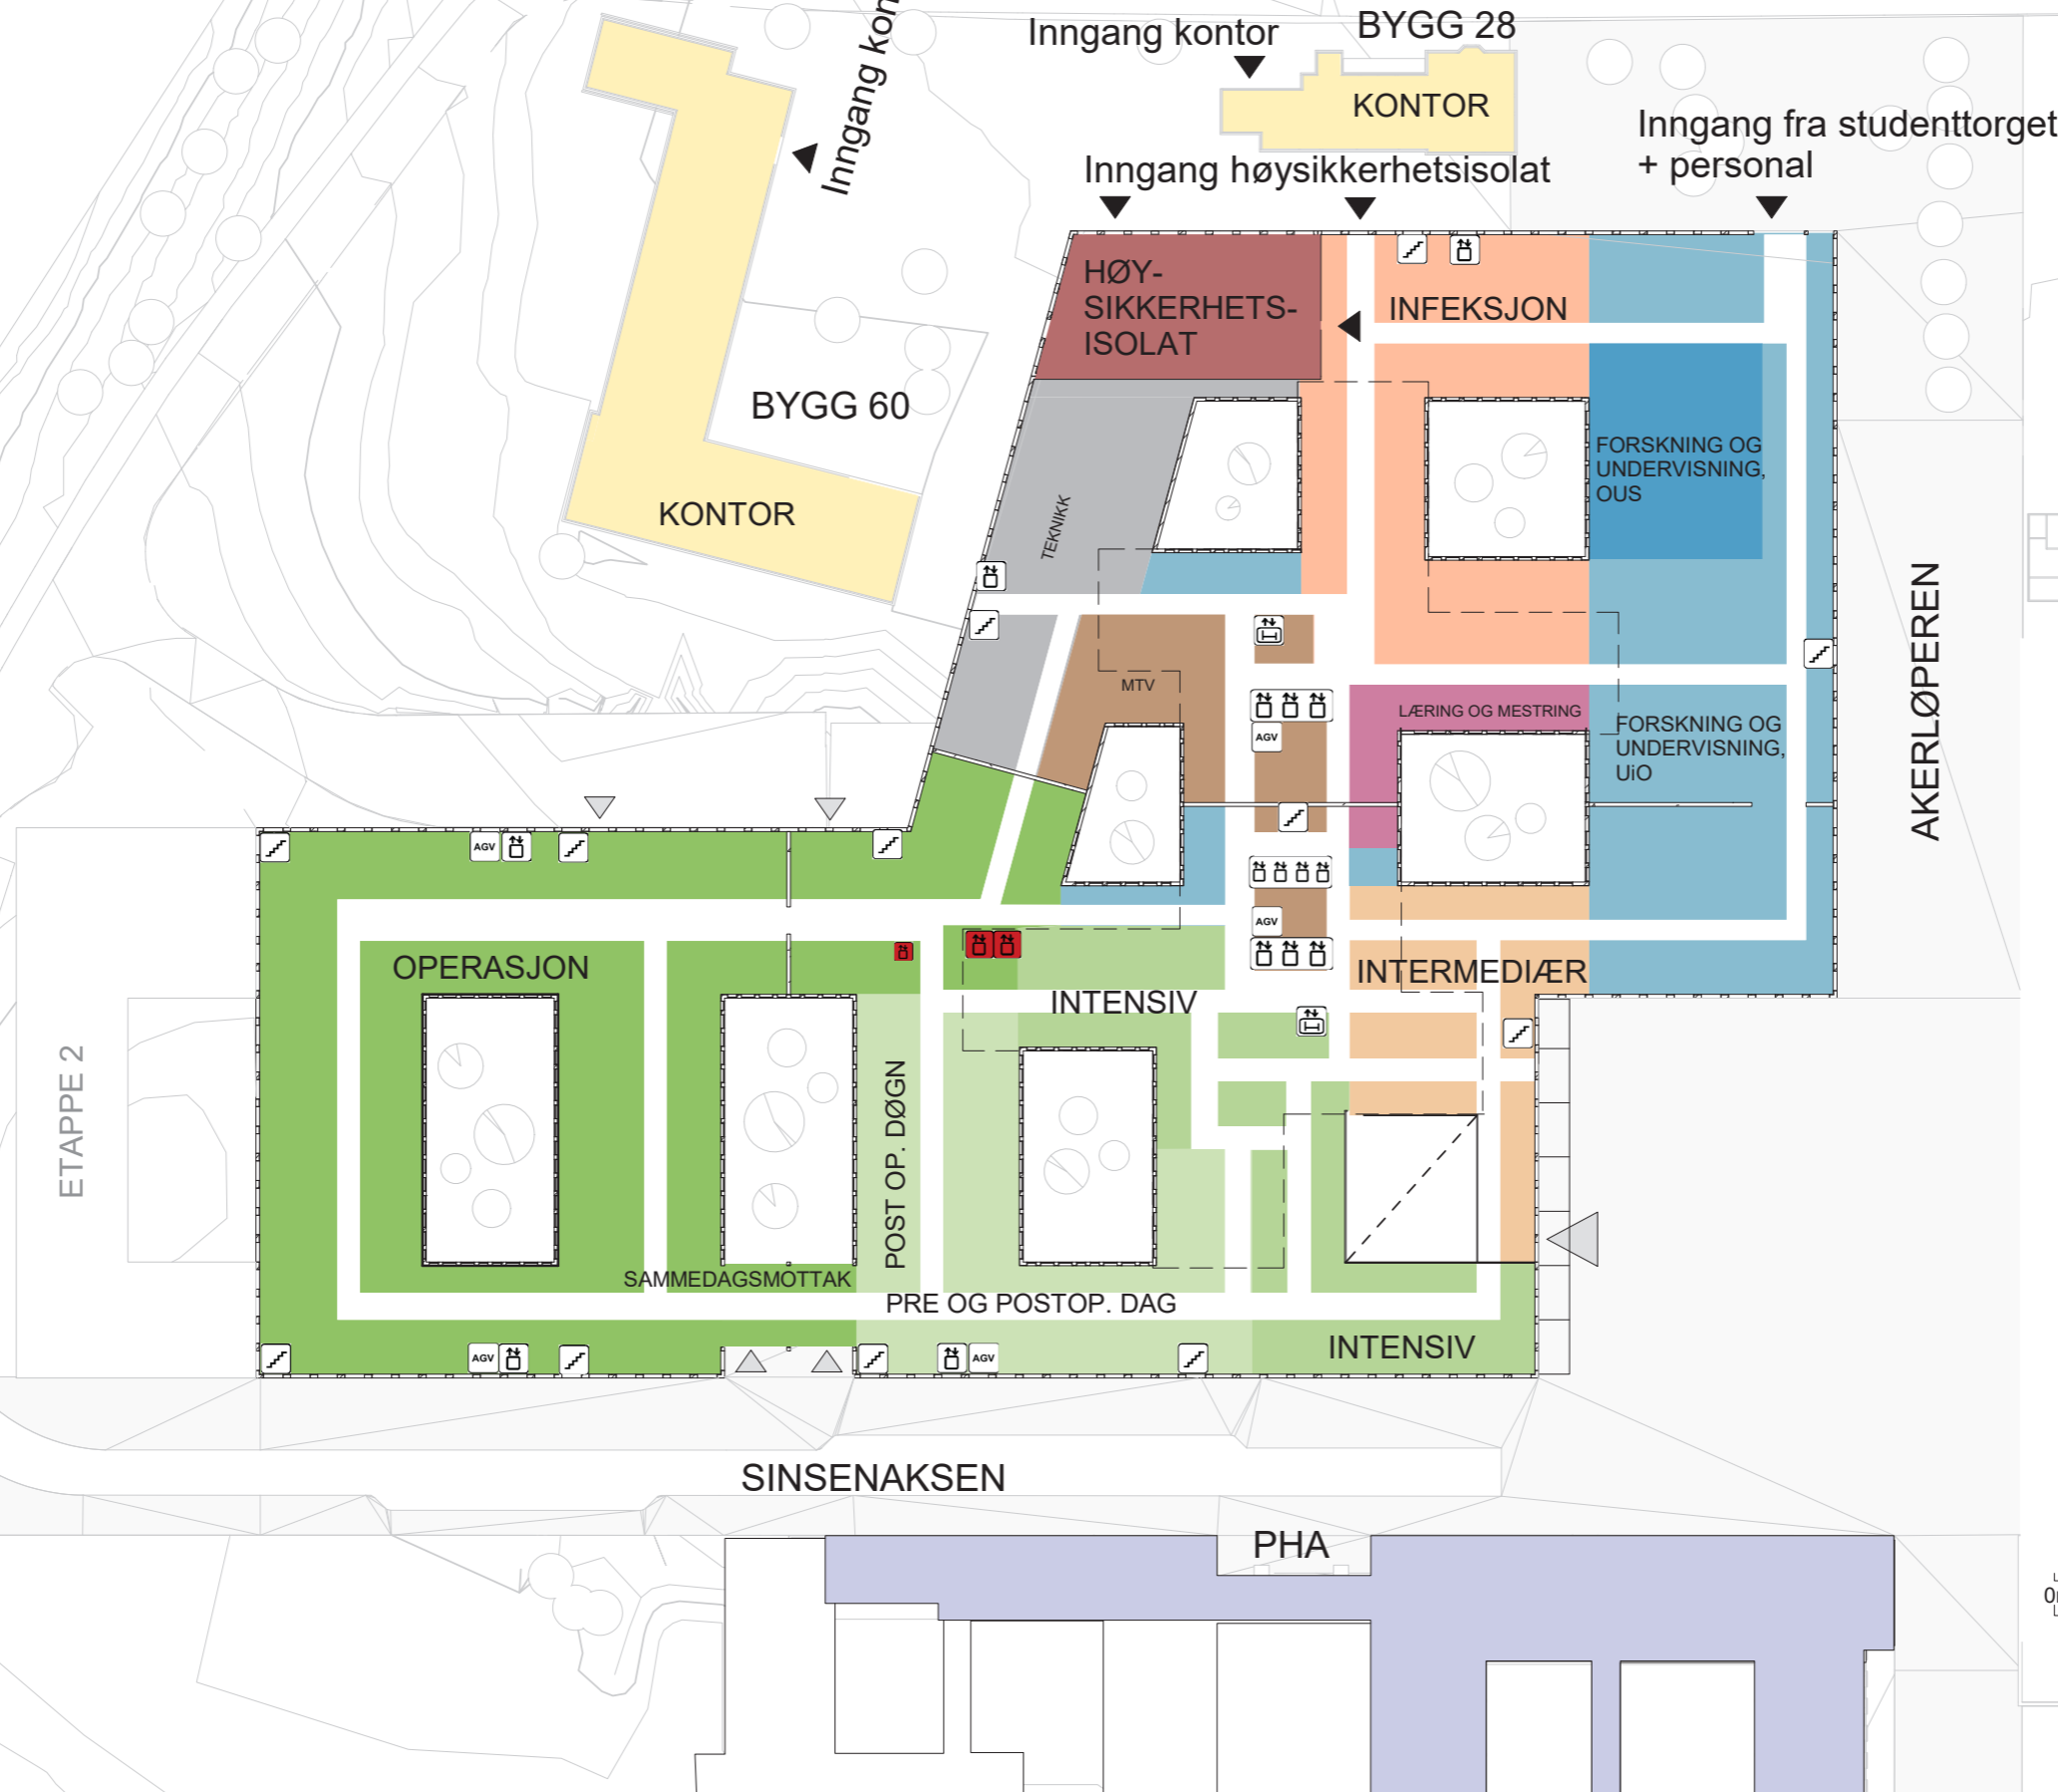 Inngang kontor
BYGG 28
KONTOR
Inngang kon
Inngang fra studenttorget
+ personal
Inngang høysikkerhetsisolat
HØY-
SIKKERHETS-
ISOLAT
INFEKSJON
BYGG 60
KONTOR
FORSKNING OG
UNDERVISNING,
OUS
TEKNIKK
AKERLØPEREN
MTV
LÆRING OG MESTRING
FORSKNING OG
UNDERVISNING,
UiO
AGV
AGV
AGV
OPERASJON
INTERMEDIÆR
INTENSIV
ETAPPE 2
POST OP. DØGN
SAMMEDAGSMOTTAK
PRE OG POSTOP. DAG
INTENSIV
AGV
AGV
SINSENAKSEN
PHA